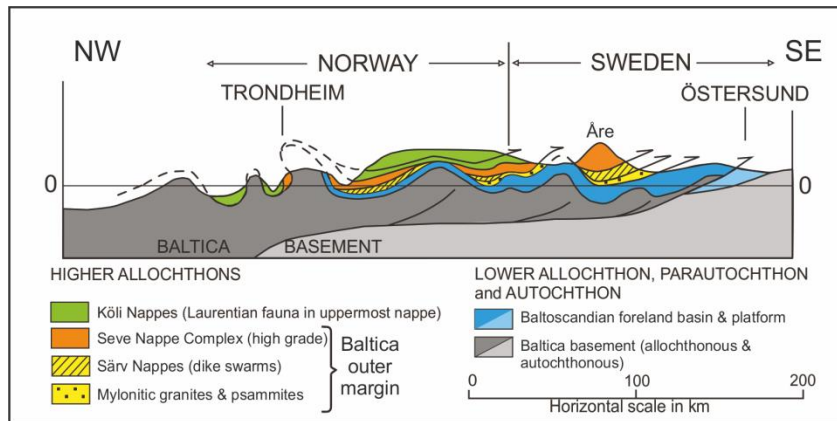 NW
NORWAY
SWEDEN
SE
TRONDHEIM
ÖSTERSUND
Åre
0
0
BALTICA BASEMENT
HIGHER ALLOCHTHONS
Köli Nappes (Laurentian fauna in uppermost nappe)
Seve Nappe Complex (high grade)
Särv Nappes (dike swarms)
Mylonitic granites & psammites
Baltica
outer
margin
LOWER ALLOCHTHON, PARAUTOCHTHON
and AUTOCHTHON
Baltoscandian foreland basin & platform
Baltica basement (allochthonous &
autochthonous)
0 100 200
Horizontal scale in km